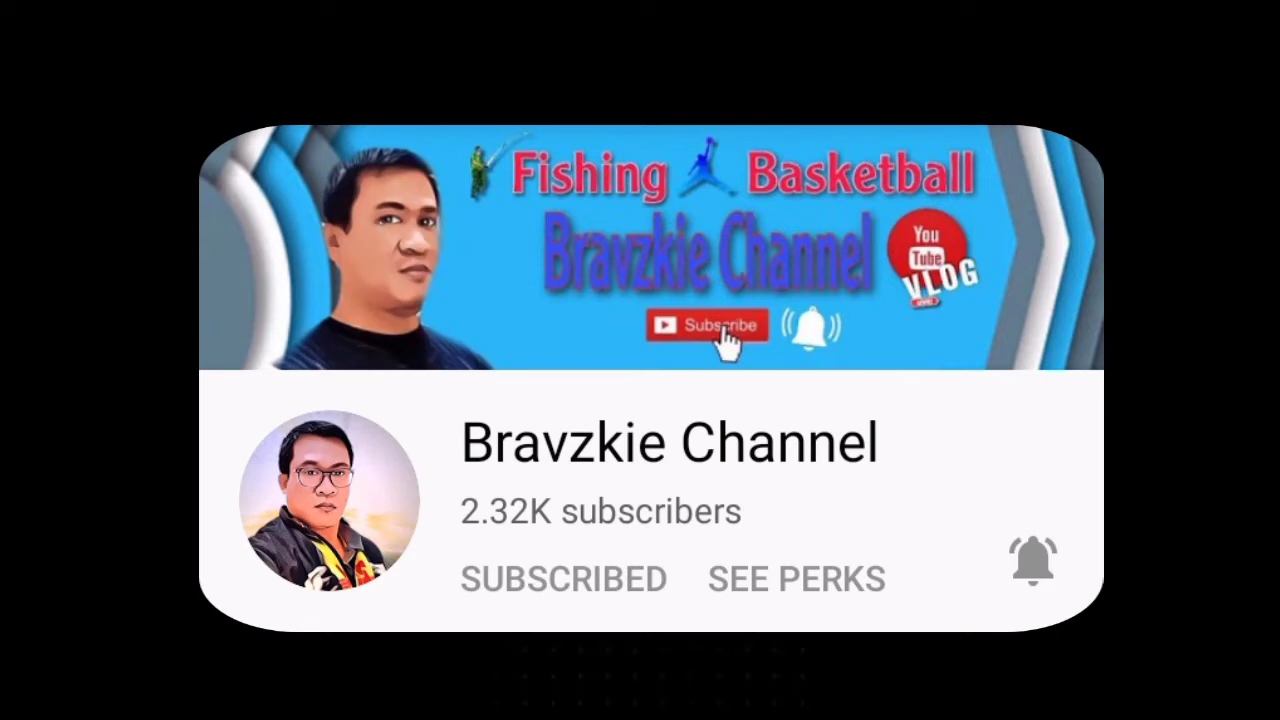 Fishing Basketball
Bravzkie Channel
You
Tube
VLOG
Subscribe
Bravzkie Channel
2.32K subscribers
SUBSCRIBED SEE PERKS